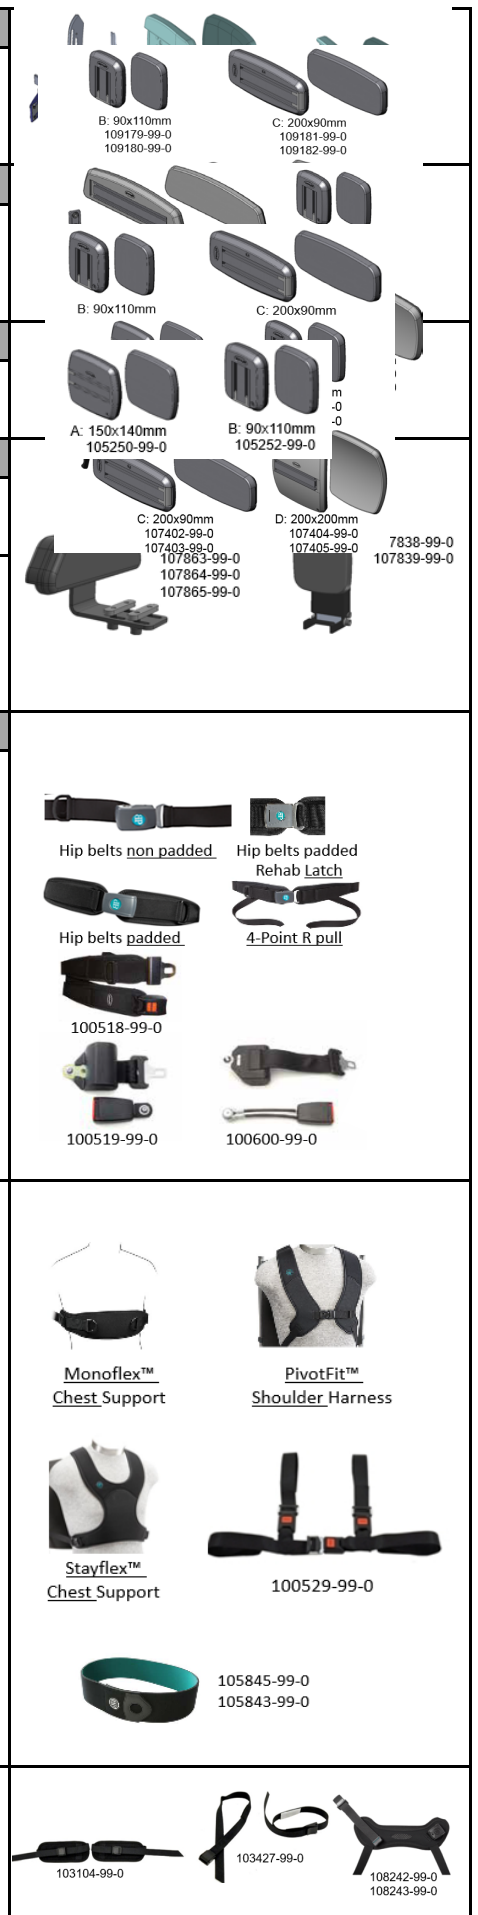 B: 90x110mm
109179-99-0
109180-99-0
C: 200x90mm
109181-99-0
109182-99-0
B: 90x110mm
C: 200x90mm
A: 150x140mm
105250-99-0
B: 90x110mm
105252-99-0
m
-0
-0
C: 200x90mm
107402-99-0
107403-99-0
D: 200x200mm
107404-99-0
107405-99-0
7838-99-0
107839-99-0
107863-99-0
107864-99-0
107865-99-0
Hip belts non padded
Hip belts padded
Rehab Latch
Hip belts padded
4-Point R pull
100518-99-0
100519-99-0
100600-99-0
Monoflex™
Chest Support
PivotFit™
Shoulder Harness
Stayflex™
Chest Support
100529-99-0
105845-99-0
105843-99-0
103104-99-0
103427-99-0
108242-99-0
108243-99-0